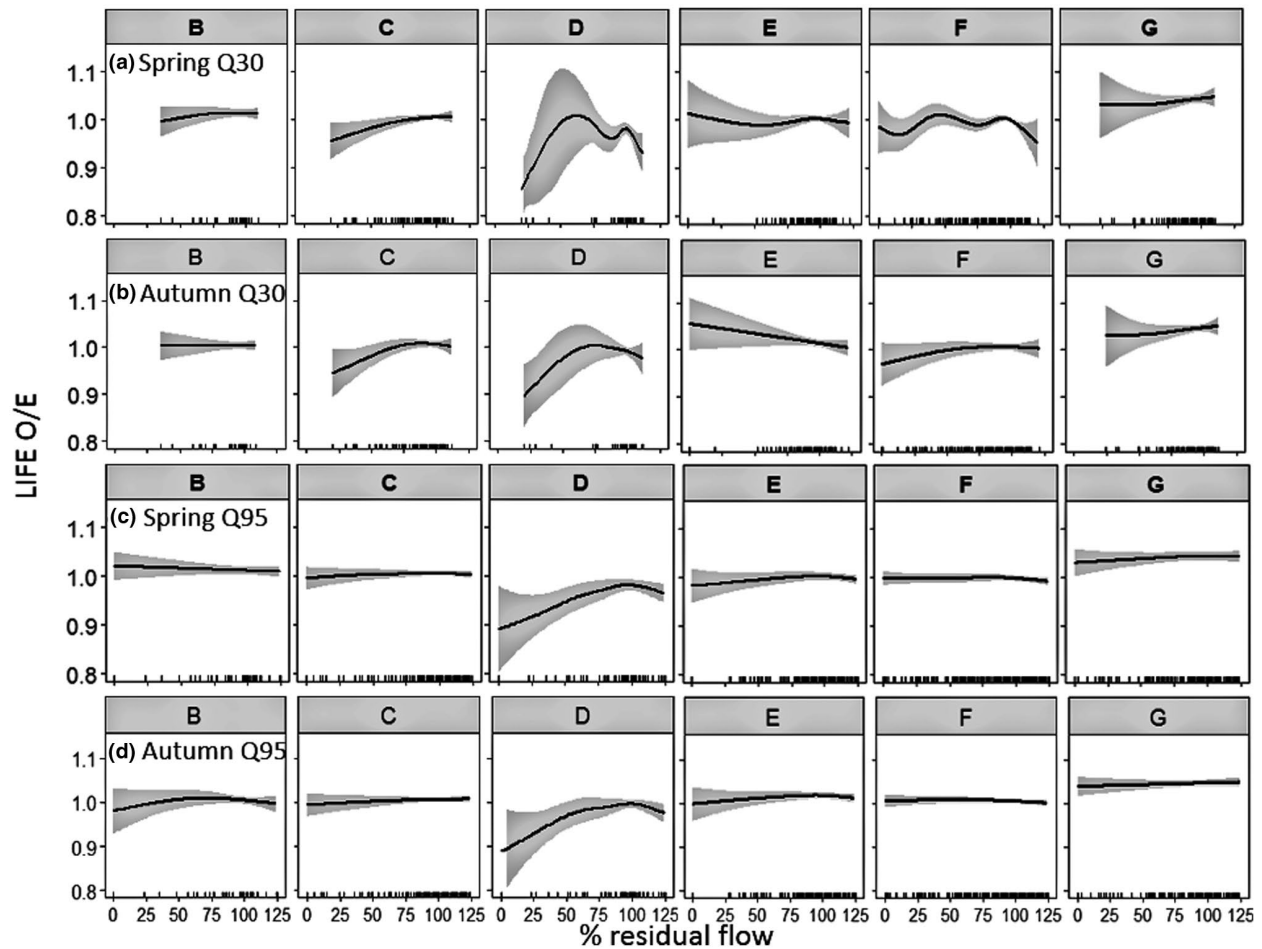 B C D E F G
(a) Spring Q30
1.1
1.0
0.9
0.8
B C D E F G
(b) Autumn Q30
1.1
1.0
0.9
0.8
B C D E F G
(c) Spring Q95
1.1
1.0
0.9
0.8
B C D E F G
(d) Autumn Q95
1.1
1.0
0.9
0.8
LIFE O/E
0 25 50 75 100 125 0 25 50 75 100 125 0 25 50 75 100 125 0 25 50 75 100 125 0 25 50 75 100 125 0 25 50 75 100 125
% residual flow